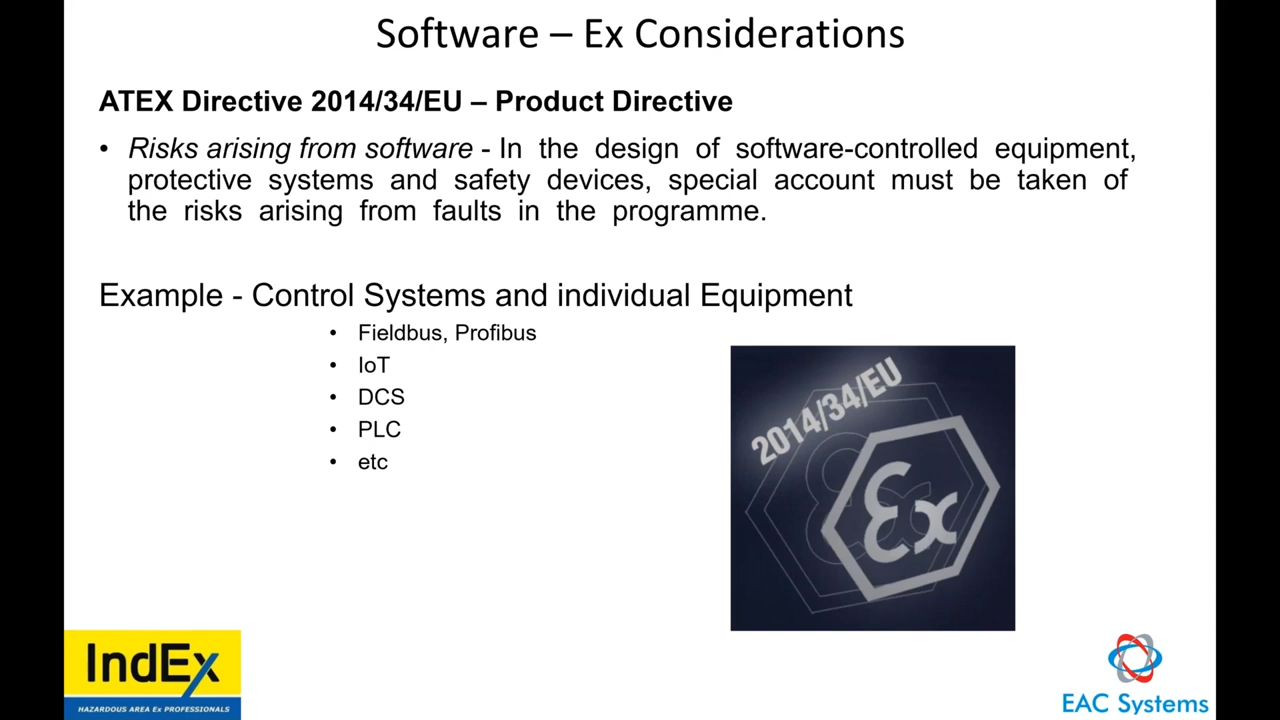 Software – Ex Considerations
ATEX Directive 2014/34/EU – Product Directive
• Risks arising from software - In the design of software-controlled equipment,
protective systems and safety devices, special account must be taken of
the risks arising from faults in the programme.
Example - Control Systems and individual Equipment
• Fieldbus, Profibus
• IoT
• DCS
• PLC
• etc
2014/34/EU
Ex
IndEx
HAZARDOUS AREA Ex PROFESSIONALS
EAC Systems